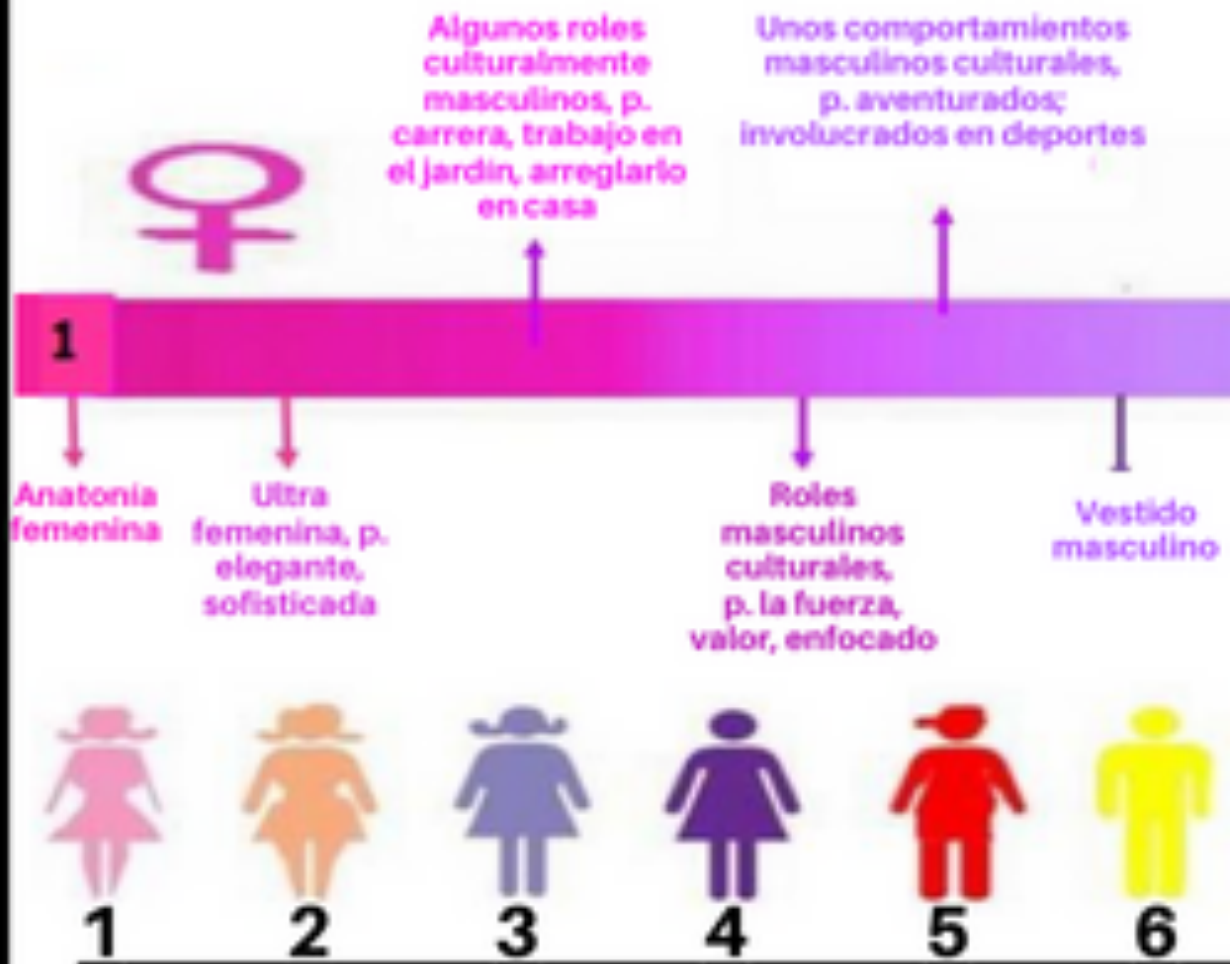 Algunos roles
culturalmente
masculinos, p.
carrera, trabajo en
el jardín, arreglarlo
en casa
Unos comportamientos
masculinos culturales,
p. aventurados;
involucrados en deportes
1
Anatonía
femenina
Ultra
femenina, p.
elegante,
sofisticada
Roles
masculinos
culturales,
p. la fuerza,
valor, enfocado
Vestido
masculino
1 2 3 4 5 6